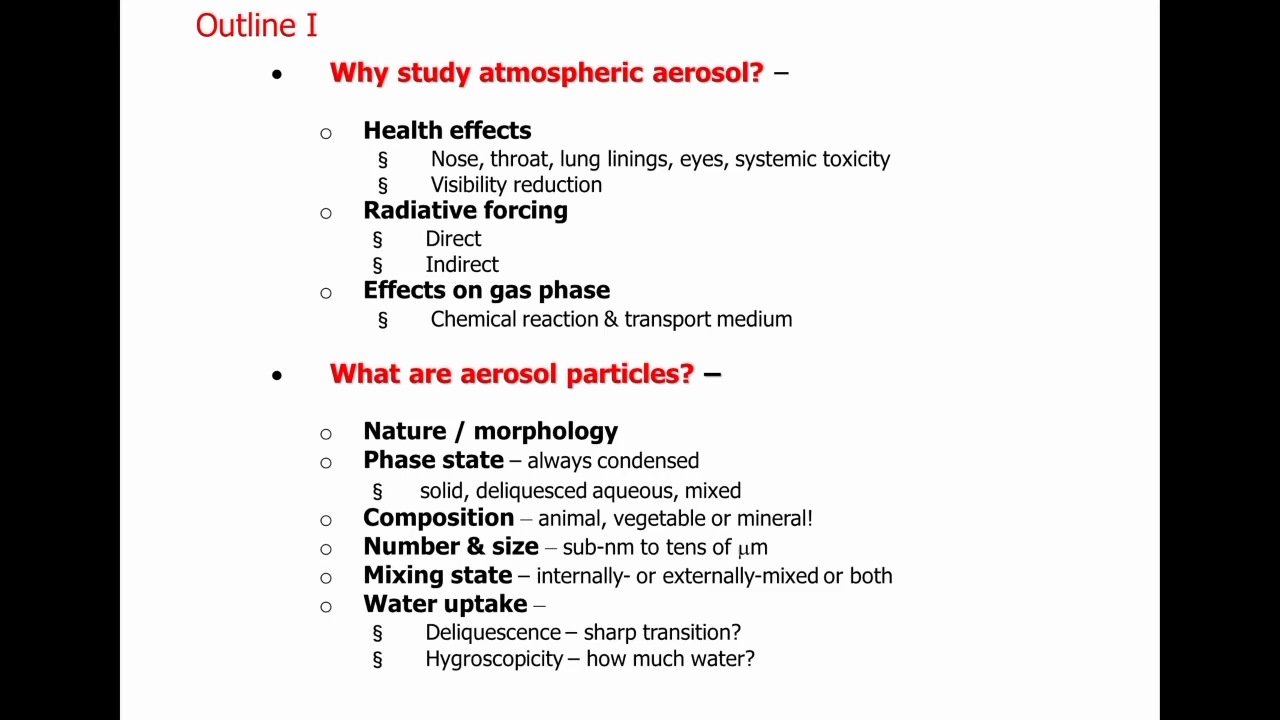 Outline I
• Why study atmospheric aerosol? –
o Health effects
§ Nose, throat, lung linings, eyes, systemic toxicity
§ Visibility reduction
o Radiative forcing
§ Direct
§ Indirect
o Effects on gas phase
§ Chemical reaction & transport medium
• What are aerosol particles? –
o Nature / morphology
o Phase state – always condensed
§ solid, deliquesced aqueous, mixed
o Composition – animal, vegetable or mineral!
o Number & size – sub-nm to tens of μm
o Mixing state – internally- or externally-mixed or both
o Water uptake –
§ Deliquescence – sharp transition?
§ Hygroscopicity – how much water?